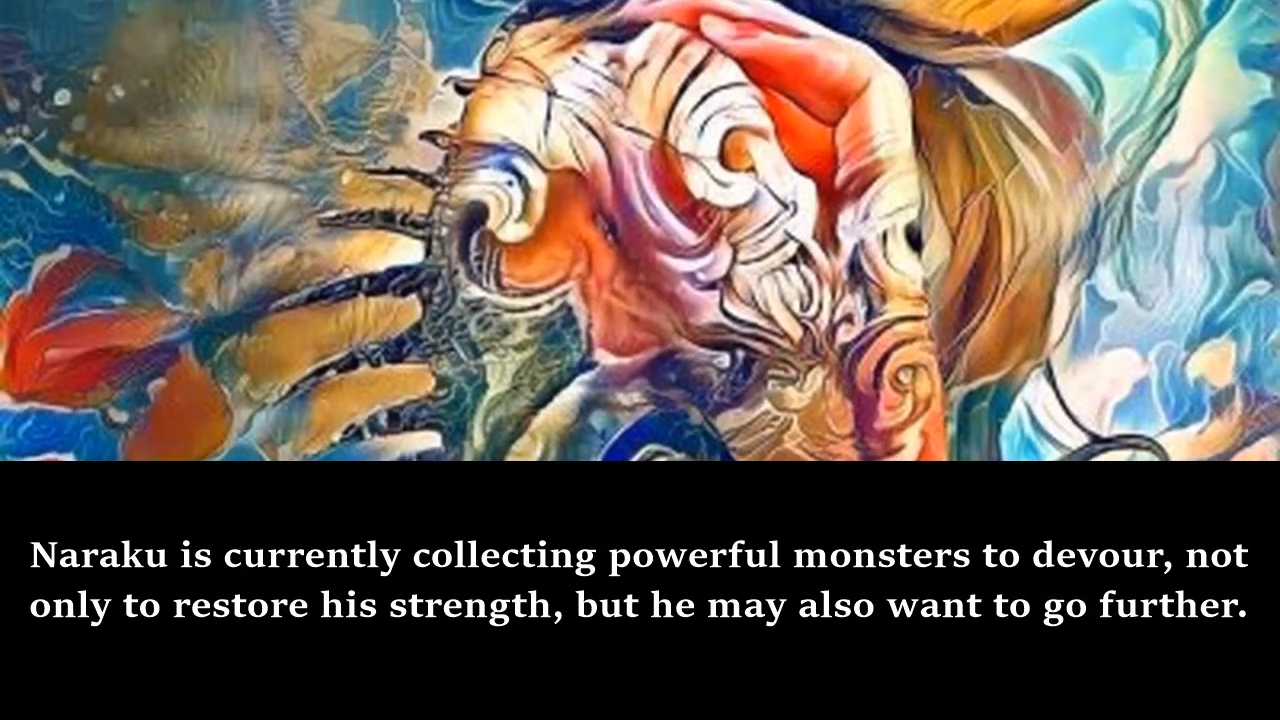 Naraku is currently collecting powerful monsters to devour, not
only to restore his strength, but he may also want to go further.